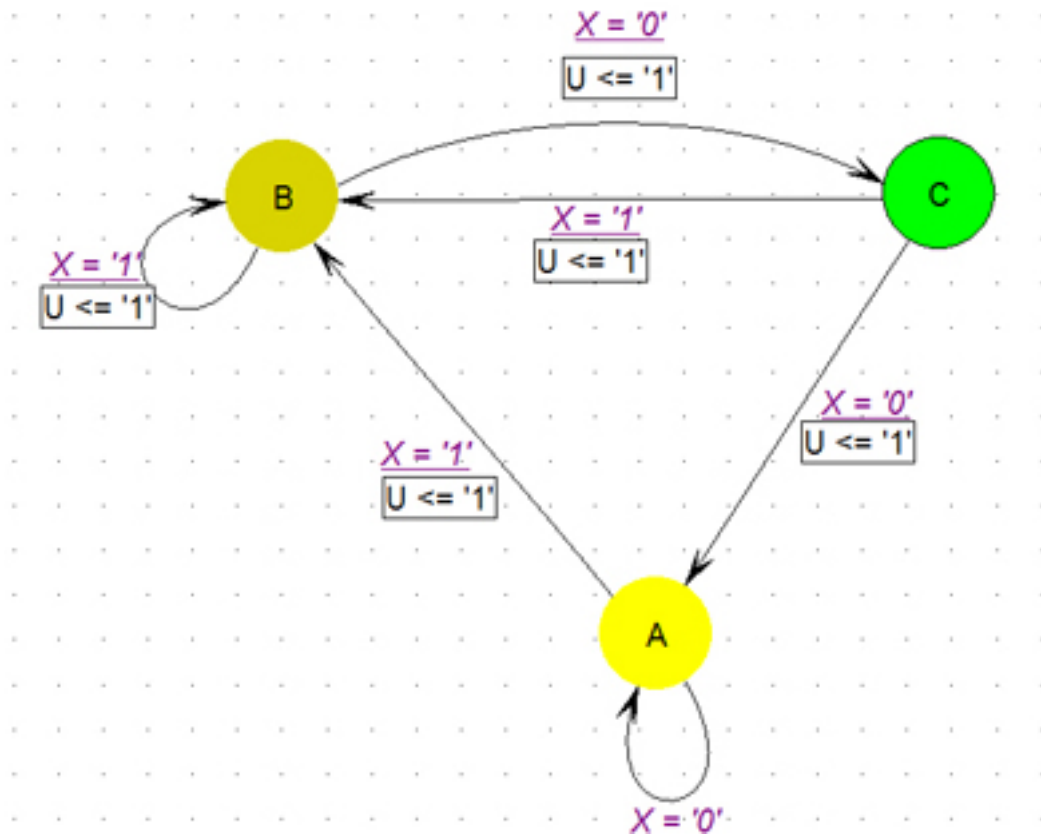 X = '0'
U <= '1'
B
C
X = '1'
U <= '1'
X = '1'
U <= '1'
X = '0'
U <= '1'
X = '1'
U <= '1'
A
X = '0'